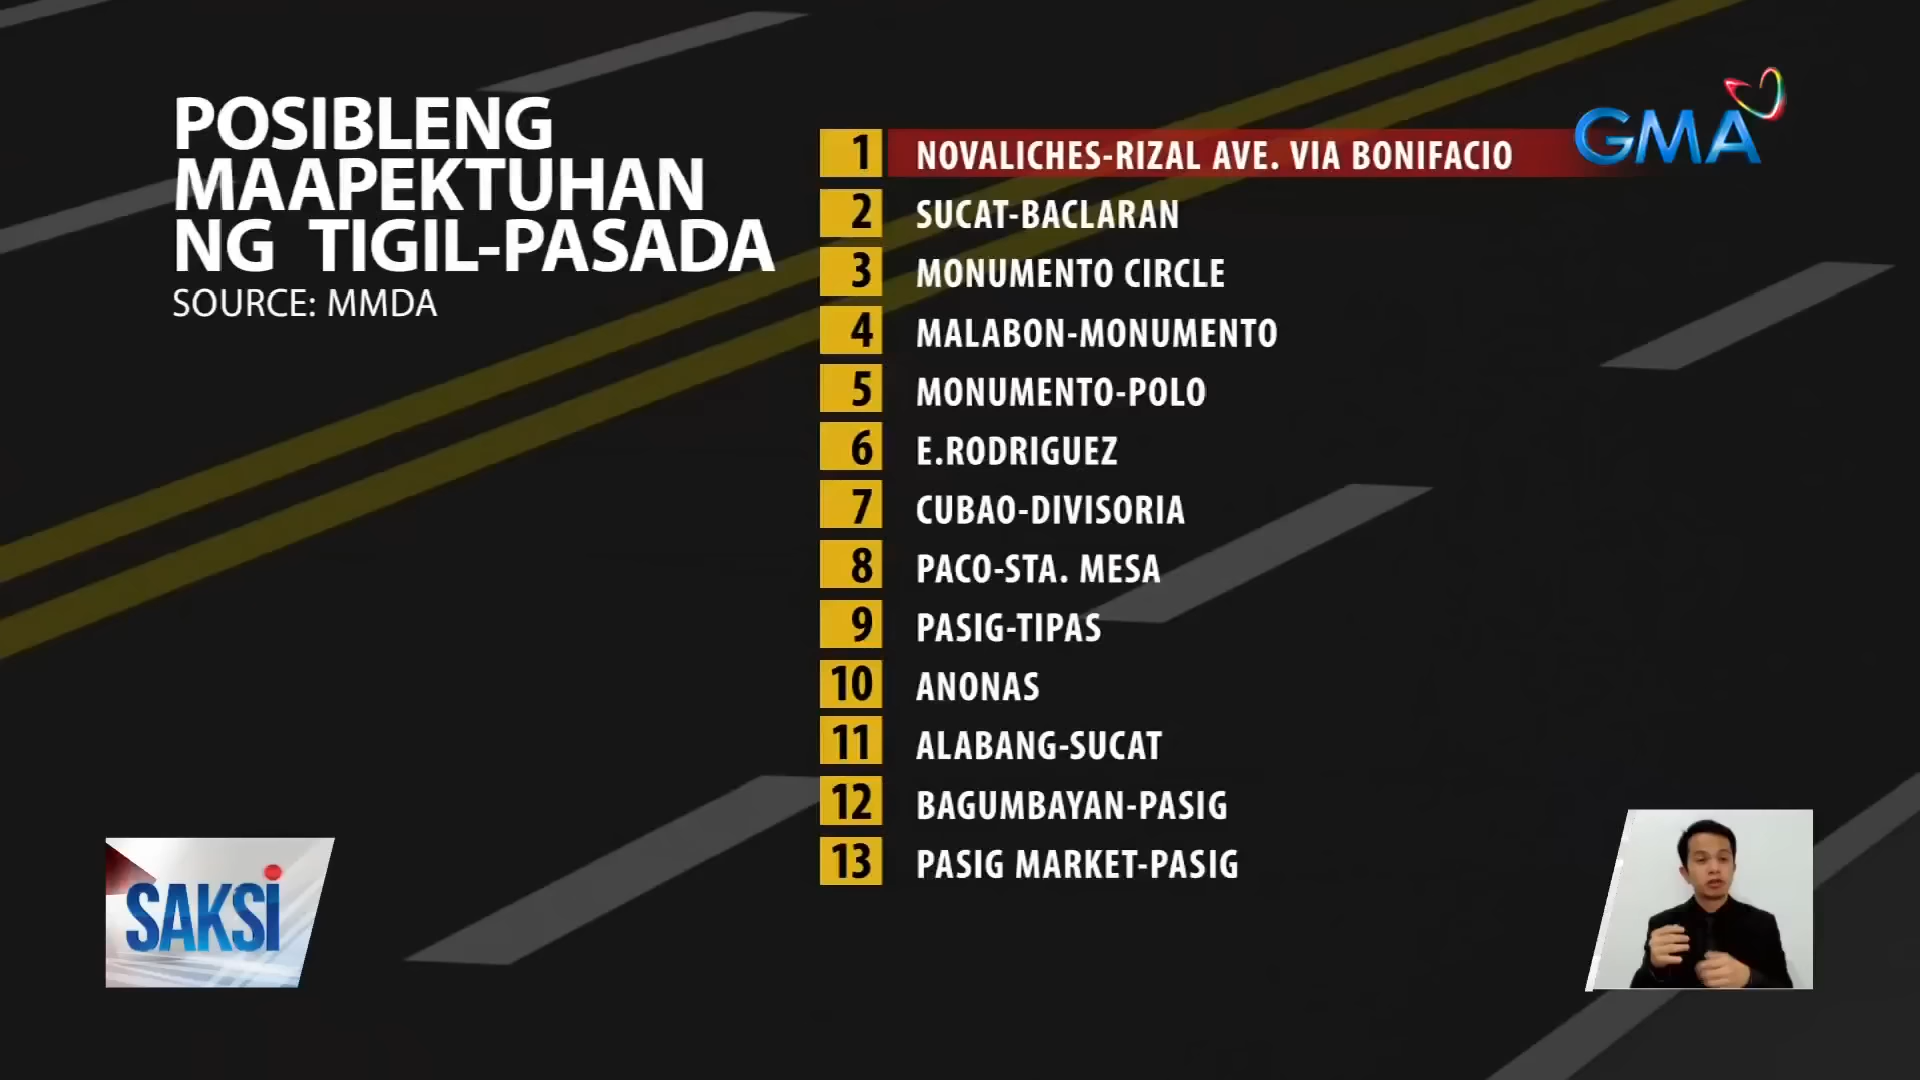 POSIBLENG
MAAPEKTUHAN
NG TIGIL-PASADA
SOURCE: MMDA
1 NOVALICHES-RIZAL AVE. VIA BONIFACIO
2 SUCAT-BACLARAN
3 MONUMENTO CIRCLE
4 MALABON-MONUMENTO
5 MONUMENTO-POLO
6 E.RODRIGUEZ
7 CUBAO-DIVISORIA
8 PACO-STA. MESA
9 PASIG-TIPAS
10 ANONAS
11 ALABANG-SUCAT
12 BAGUMBAYAN-PASIG
13 PASIG MARKET-PASIG
GMA
SAKSI